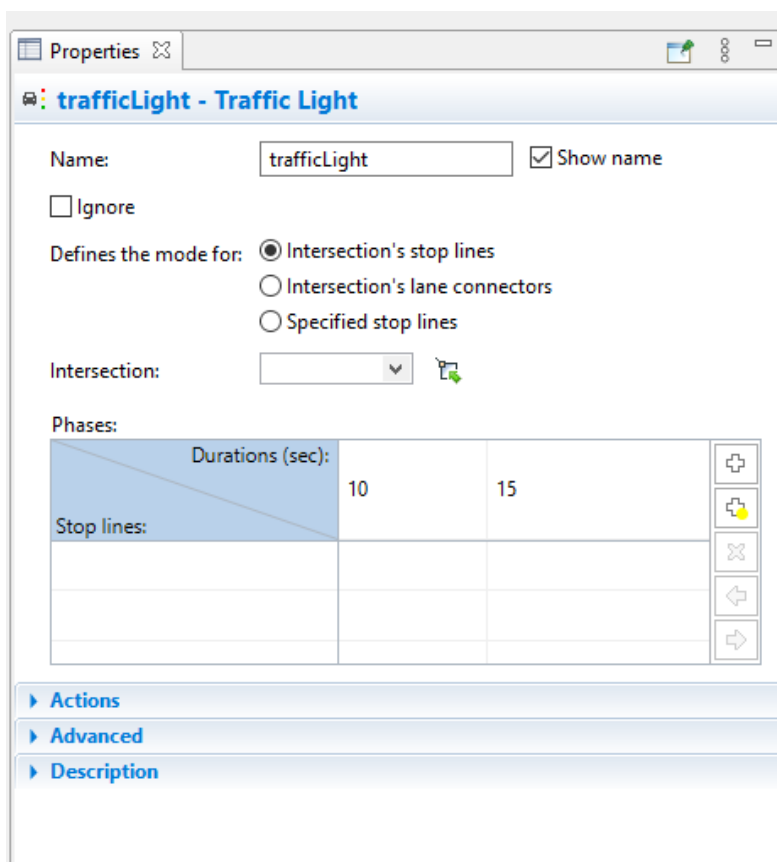 Properties
trafficLight - Traffic Light
Name: trafficLight Show name
Ignore
Defines the mode for: Intersection's stop lines
Intersection's lane connectors
Specified stop lines
Intersection:
Phases:
Durations (sec): 10 15
Stop lines:
Actions
Advanced
Description